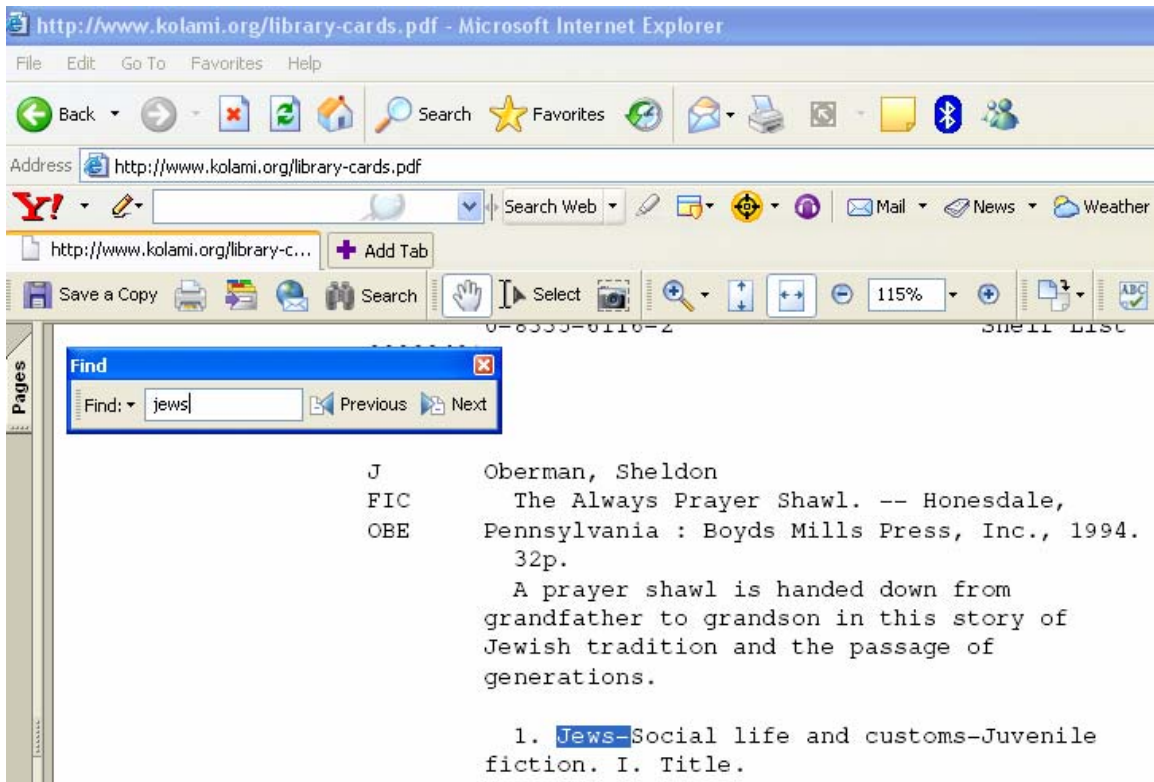 http://www.kolami.org/library-cards.pdf - Microsoft Internet Explorer
File Edit Go To Favorites Help
Back Search Favorites
Address http://www.kolami.org/library-cards.pdf
Y! Search Web Mail News Weather
http://www.kolami.org/library-c... Add Tab
Save a Copy Search Select 115% ABC
0-8353-6116-2 Shelf List
Find
Pages
Find: jews Previous Next
J Oberman, Sheldon
FIC The Always Prayer Shawl. -- Honesdale,
OBE Pennsylvania : Boyds Mills Press, Inc., 1994.
32p.
A prayer shawl is handed down from
grandfather to grandson in this story of
Jewish tradition and the passage of
generations.
1. Jews-Social life and customs-Juvenile
fiction. I. Title.